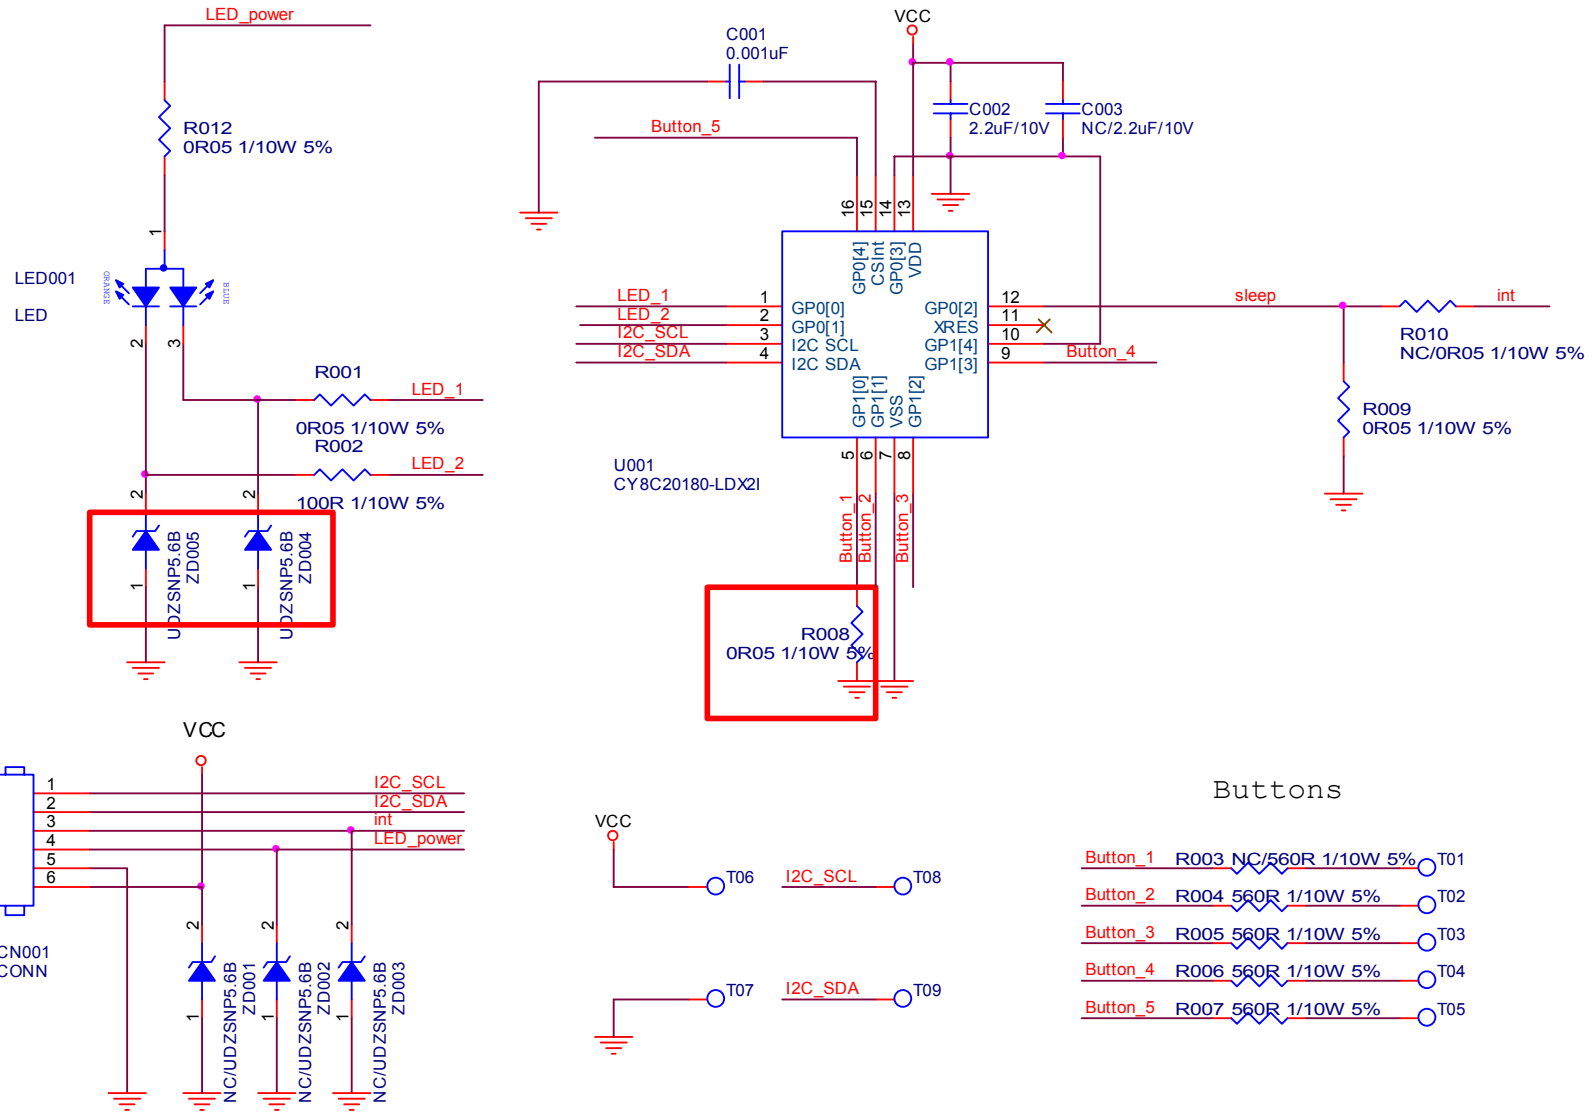 LED_power
R012
0R05 1/10W 5%
1
LED001
LED
ORANGE
BLUE
2
3
R001
LED_1
0R05 1/10W 5%
R002
LED_2
100R 1/10W 5%
2
2
UDZSNP5.6B
ZD005
UDZSNP5.6B
ZD004
1
1
C001
0.001uF
VCC
C002
2.2uF/10V
C003
NC/2.2uF/10V
Button_5
16
15
14
13
GP0[4]
CSInt
GP0[3]
VDD
LED_1
LED_2
I2C_SCL
I2C_SDA
1
2
3
4
GP0[0]
GP0[1]
I2C SCL
I2C SDA
GP0[2]
XRES
GP1[4]
GP1[3]
12
11
10
9
sleep
int
Button_4
R010
NC/0R05 1/10W 5%
R009
0R05 1/10W 5%
GP1[0]
GP1[1]
VSS
GP1[2]
5
6
7
8
U001
CY8C20180-LDX2I
Button_1
Button_2
Button_3
R008
0R05 1/10W 5%
VCC
1
2
3
4
5
6
I2C_SCL
I2C_SDA
int
LED_power
CN001
CONN
2
2
2
NC/UDZSNP5.6B
ZD001
NC/UDZSNP5.6B
ZD002
NC/UDZSNP5.6B
ZD003
1
1
1
VCC
T06
I2C_SCL
T08
T07
I2C_SDA
T09
Buttons
Button_1 R003 NC/560R 1/10W 5% T01
Button_2 R004 560R 1/10W 5% T02
Button_3 R005 560R 1/10W 5% T03
Button_4 R006 560R 1/10W 5% T04
Button_5 R007 560R 1/10W 5% T05